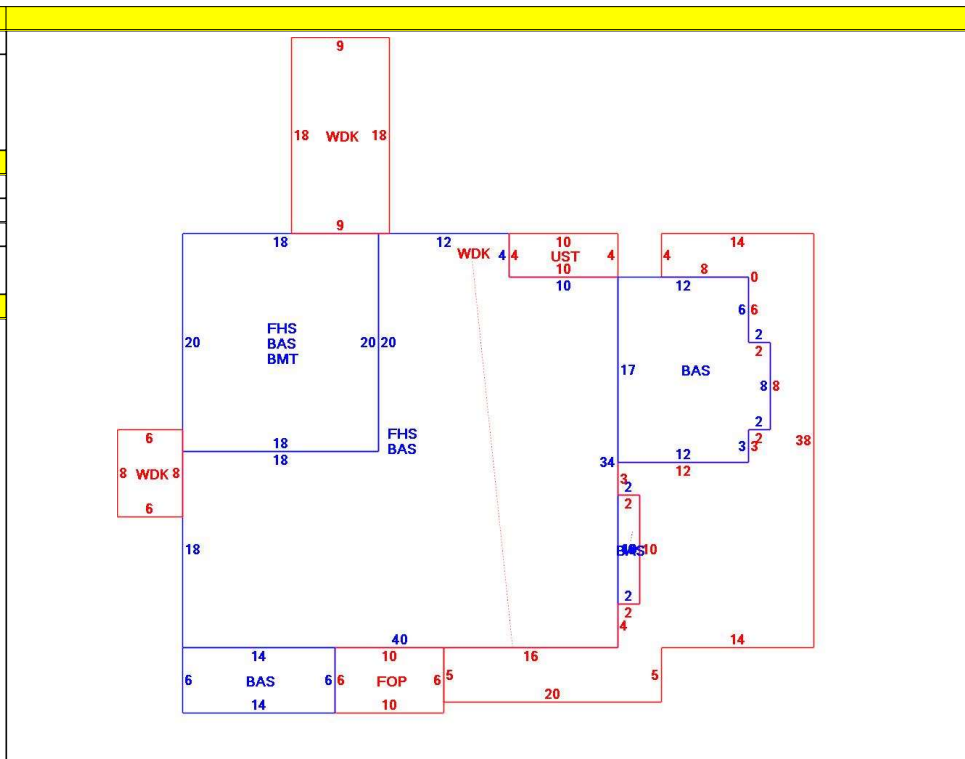 9
18 WDK 18
9
18 12 10 14
WDK 4 4 UST 4 4 8 0
10
10 12
6 6
20 FHS 20 20 2
BAS 2
BMT 17 BAS 8 8
2
FHS 3 2 3 38
6 18 BAS 12
18 34 12
8 WDK 8 3
2
6 2
18 BAS 10
2
2
4
40
14 10 16 14
6 BAS 6 6 FOP 6 5 5
20
14 10